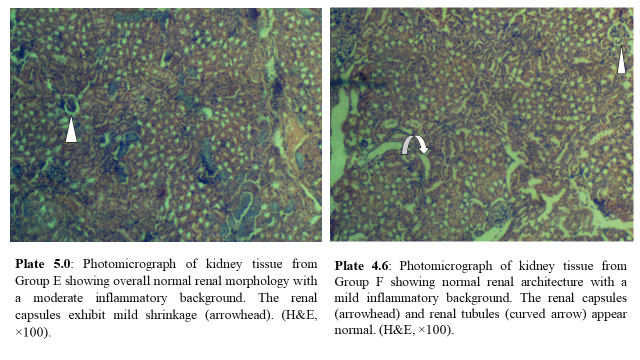 Plate 5.0: Photomicrograph of kidney tissue from
Group E showing overall normal renal morphology with
a moderate inflammatory background. The renal
capsules exhibit mild shrinkage (arrowhead). (H&E,
×100).
Plate 4.6: Photomicrograph of kidney tissue from
Group F showing normal renal architecture with a
mild inflammatory background. The renal capsules
(arrowhead) and renal tubules (curved arrow) appear
normal. (H&E, ×100).